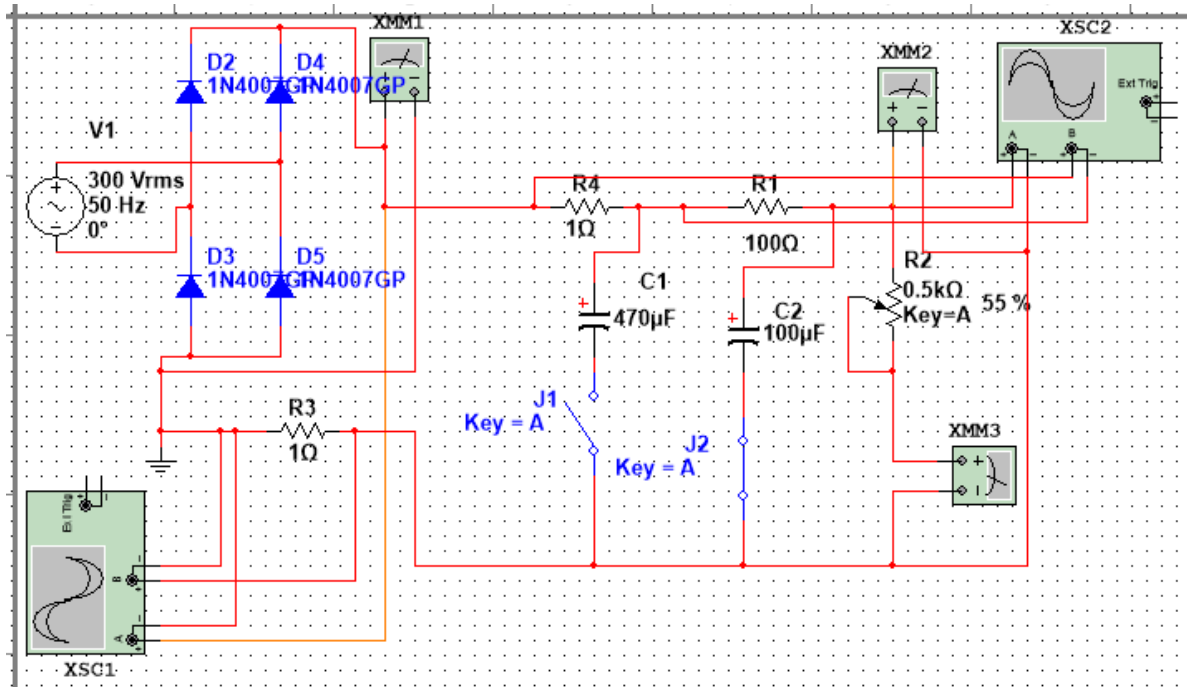 XMM1
XSC2
XMM2
D2
1N4007GP
D4
1N4007GP
Ext Trig
V1
A
B
300 Vrms
50 Hz
0°
R4
1Ω
R1
100Ω
D3
1N4007GP
D5
1N4007GP
R2
0.5kΩ
Key=A
55 %
C1
470µF
C2
100µF
J1
Key = A
J2
Key = A
R3
1Ω
XMM3
Ext Trig
B
A
XSC1